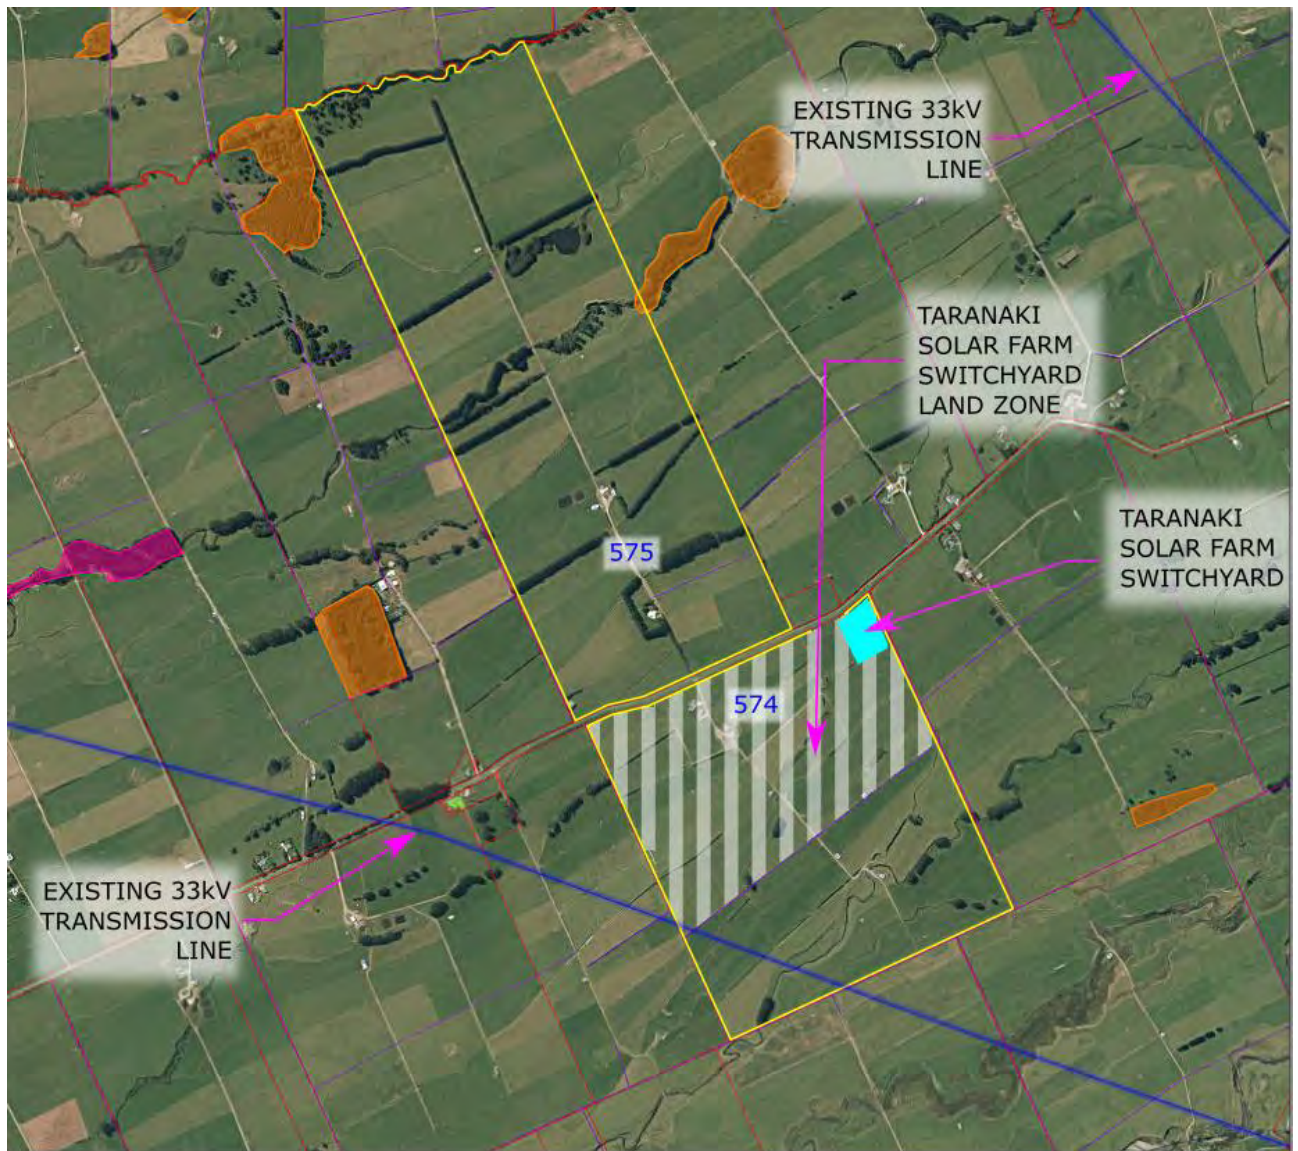 EXISTING 33kV
TRANSMISSION
LINE
TARANAKI
SOLAR FARM
SWITCHYARD
LAND ZONE
TARANAKI
SOLAR FARM
SWITCHYARD
575
574
EXISTING 33kV
TRANSMISSION
LINE